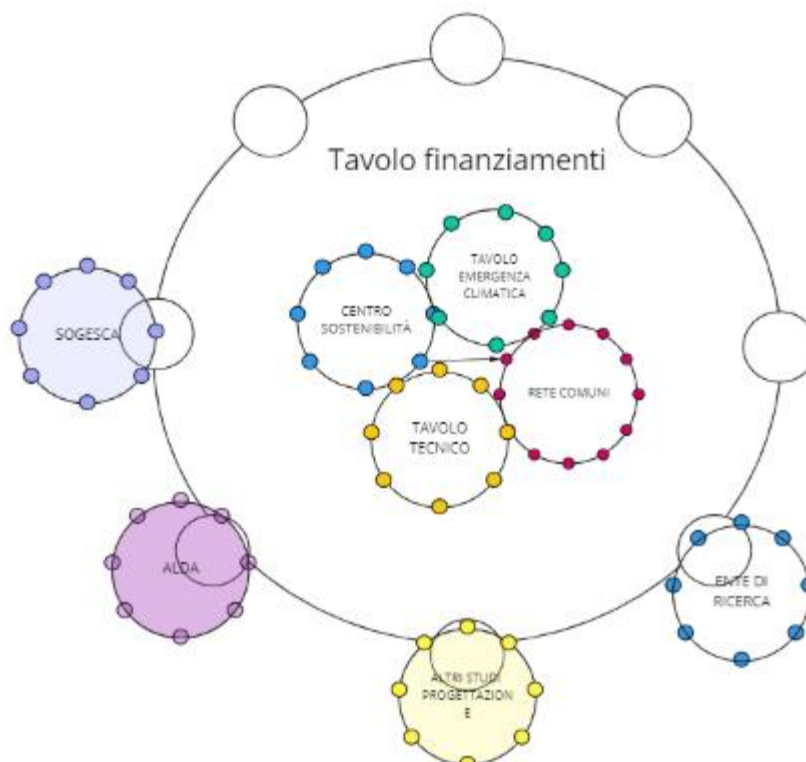 Tavolo finanziamenti
TAVOLO
EMERGENZA
CLIMATICA
CENTRO
SOSTENIBILITÀ
SOGESCA
RETE COMUNI
TAVOLO
TECNICO
ALDA
ENTE DI
RICERCA
ALTRI STUDI
PROGETTAZION
E